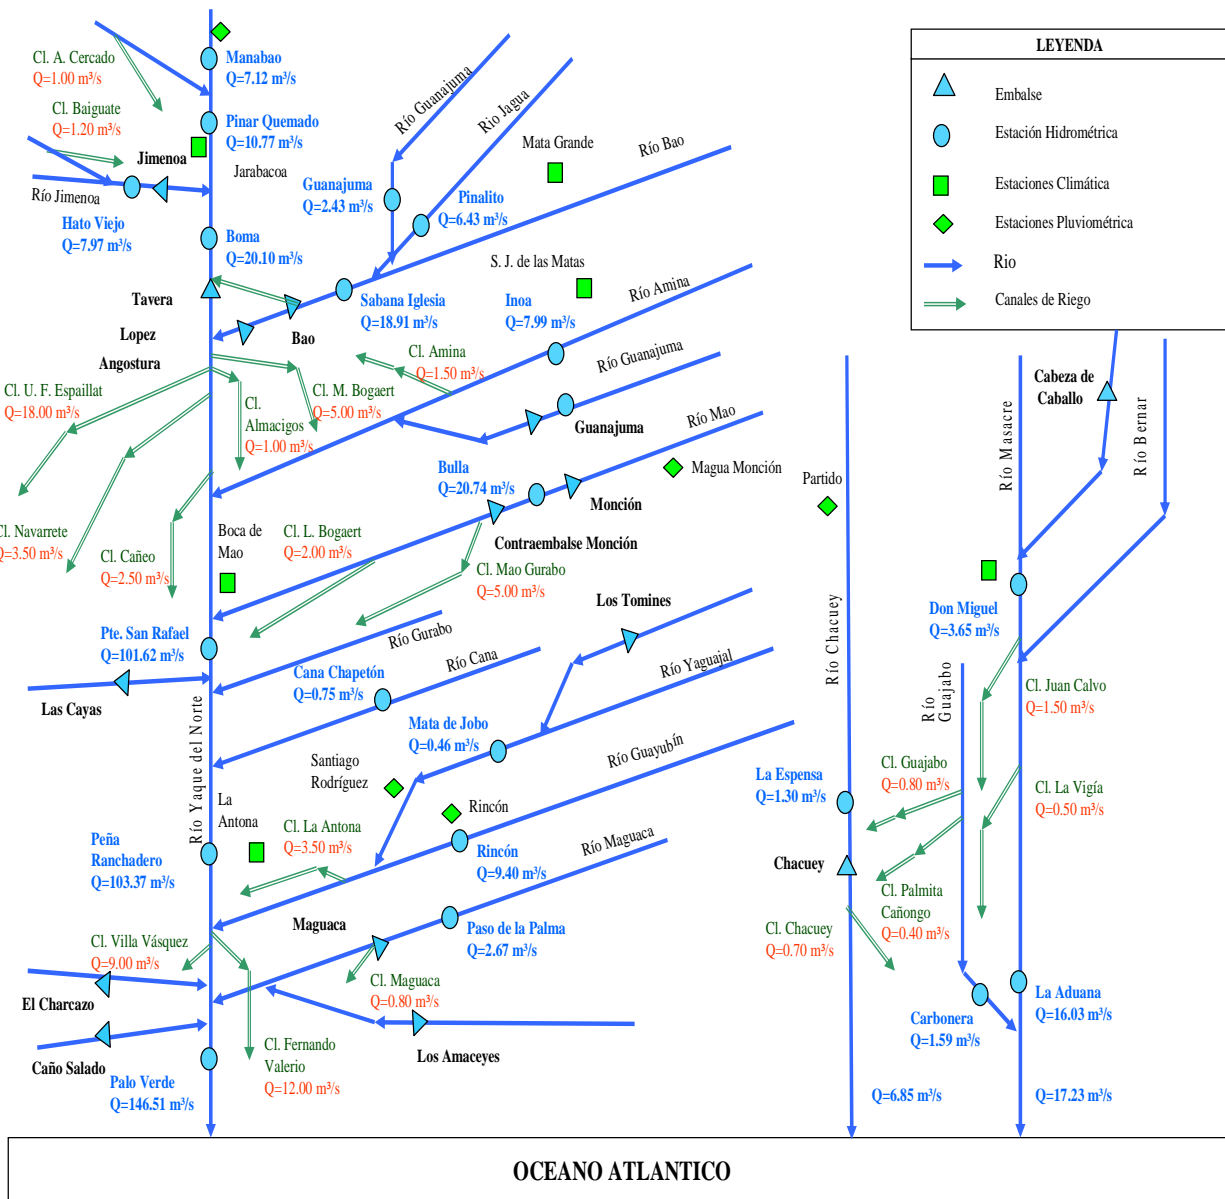 LEYENDA
Embalse
Estación Hidrométrica
Estaciones Climática
Estaciones Pluviométrica
Rio
Canales de Riego
Cl. A. Cercado
Q=1.00 m³/s
Manabao
Q=7.12 m³/s
Cl. Baiguate
Q=1.20 m³/s
Pinar Quemado
Q=10.77 m³/s
Jimenoa
Jarabacoa
Río Jimenoa
Hato Viejo
Q=7.97 m³/s
Boma
Q=20.10 m³/s
Río Guanajuma
Rio Jagua
Mata Grande
Río Bao
Guanajuma
Q=2.43 m³/s
Pinalito
Q=6.43 m³/s
S. J. de las Matas
Tavera
Lopez
Angostura
Bao
Sabana Iglesia
Q=18.91 m³/s
Inoa
Q=7.99 m³/s
Río Amina
Cl. Amina
Q=1.50 m³/s
Río Guanajuma
Cl. U. F. Espaillat
Q=18.00 m³/s
Cl.
Almacigos
Q=1.00 m³/s
Cl. M. Bogaert
Q=5.00 m³/s
Guanajuma
Río Mao
Bulla
Q=20.74 m³/s
Monción
Magua Monción
Contraembalse Monción
Cl. Navarrete
Q=3.50 m³/s
Cl. Cañeo
Q=2.50 m³/s
Boca de
Mao
Cl. L. Bogaert
Q=2.00 m³/s
Cl. Mao Gurabo
Q=5.00 m³/s
Los Tomines
Pte. San Rafael
Q=101.62 m³/s
Río Gurabo
Río Cana
Las Cayas
Cana Chapetón
Q=0.75 m³/s
Río Yaguajal
Río Yaque del Norte
Mata de Jobo
Q=0.46 m³/s
Río Guayubín
Santiago
Rodríguez
Rincón
La
Antona
Cl. La Antona
Q=3.50 m³/s
Peña
Ranchadero
Q=103.37 m³/s
Rincón
Q=9.40 m³/s
Río Maguaca
Maguaca
Paso de la Palma
Q=2.67 m³/s
Cl. Villa Vásquez
Q=9.00 m³/s
Cl. Maguaca
Q=0.80 m³/s
El Charcazo
Caño Salado
Los Amaceyes
Cl. Fernando
Valerio
Q=12.00 m³/s
Palo Verde
Q=146.51 m³/s
Partido
Río Chacuey
La Espensa
Q=1.30 m³/s
Chacuey
Cl. Chacuey
Q=0.70 m³/s
Q=6.85 m³/s
Cabeza de
Caballo
Río Masacre
Río Bernar
Don Miguel
Q=3.65 m³/s
Río
Guajabo
Cl. Juan Calvo
Q=1.50 m³/s
Cl. Guajabo
Q=0.80 m³/s
Cl. La Vigía
Q=0.50 m³/s
Cl. Palmita
Cañongo
Q=0.40 m³/s
La Aduana
Q=16.03 m³/s
Carbonera
Q=1.59 m³/s
Q=17.23 m³/s
OCEANO ATLANTICO